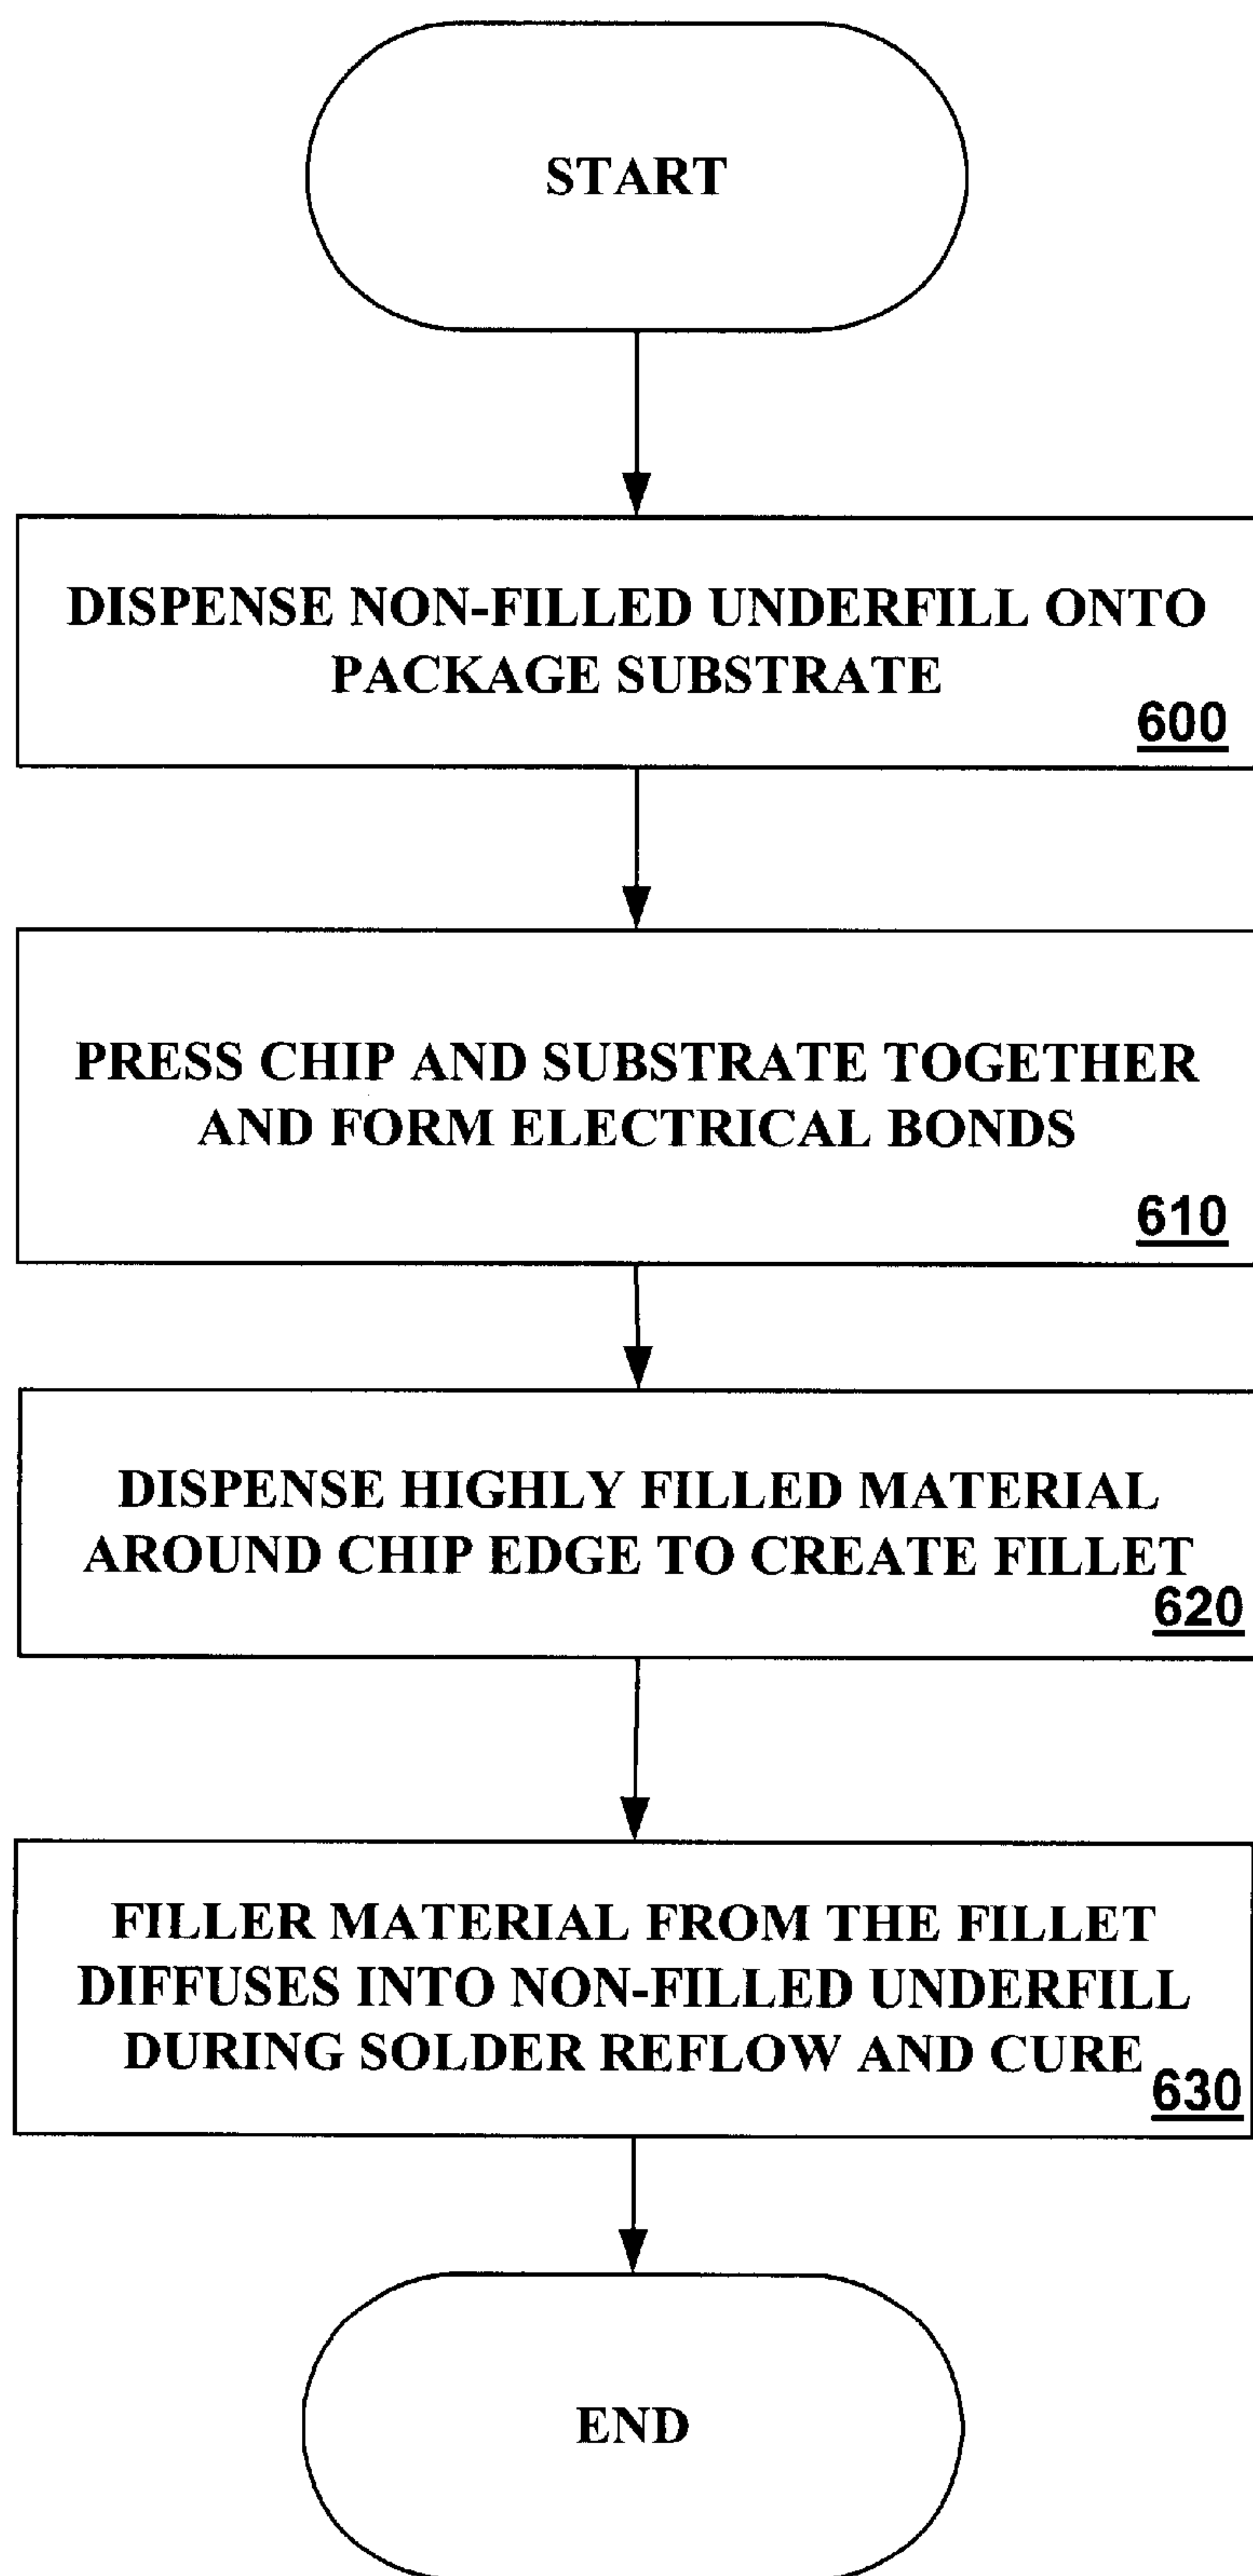 START
DISPENSE NON-FILLED UNDERFILL ONTO
PACKAGE SUBSTRATE
600
PRESS CHIP AND SUBSTRATE TOGETHER
AND FORM ELECTRICAL BONDS
610
DISPENSE HIGHLY FILLED MATERIAL
AROUND CHIP EDGE TO CREATE FILLET
620
FILLER MATERIAL FROM THE FILLET
DIFFUSES INTO NON-FILLED UNDERFILL
DURING SOLDER REFLOW AND CURE
630
END